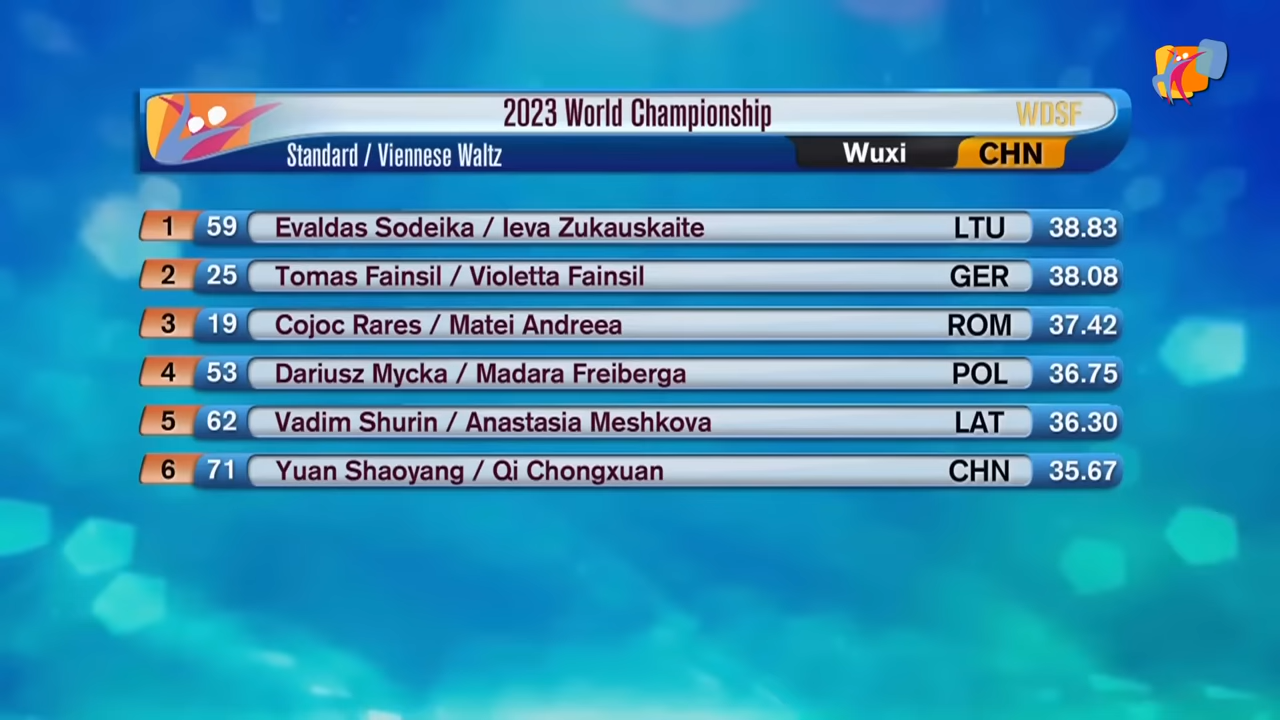 2023 World Championship WDSF
Standard / Viennese Waltz Wuxi CHN
1 59 Evaldas Sodeika / Ieva Zukauskaite LTU 38.83
2 25 Tomas Fainsil / Violetta Fainsil GER 38.08
3 19 Cojoc Rares / Matei Andreea ROM 37.42
4 53 Dariusz Mycka / Madara Freiberga POL 36.75
5 62 Vadim Shurin / Anastasia Meshkova LAT 36.30
6 71 Yuan Shaoyang / Qi Chongxuan CHN 35.67